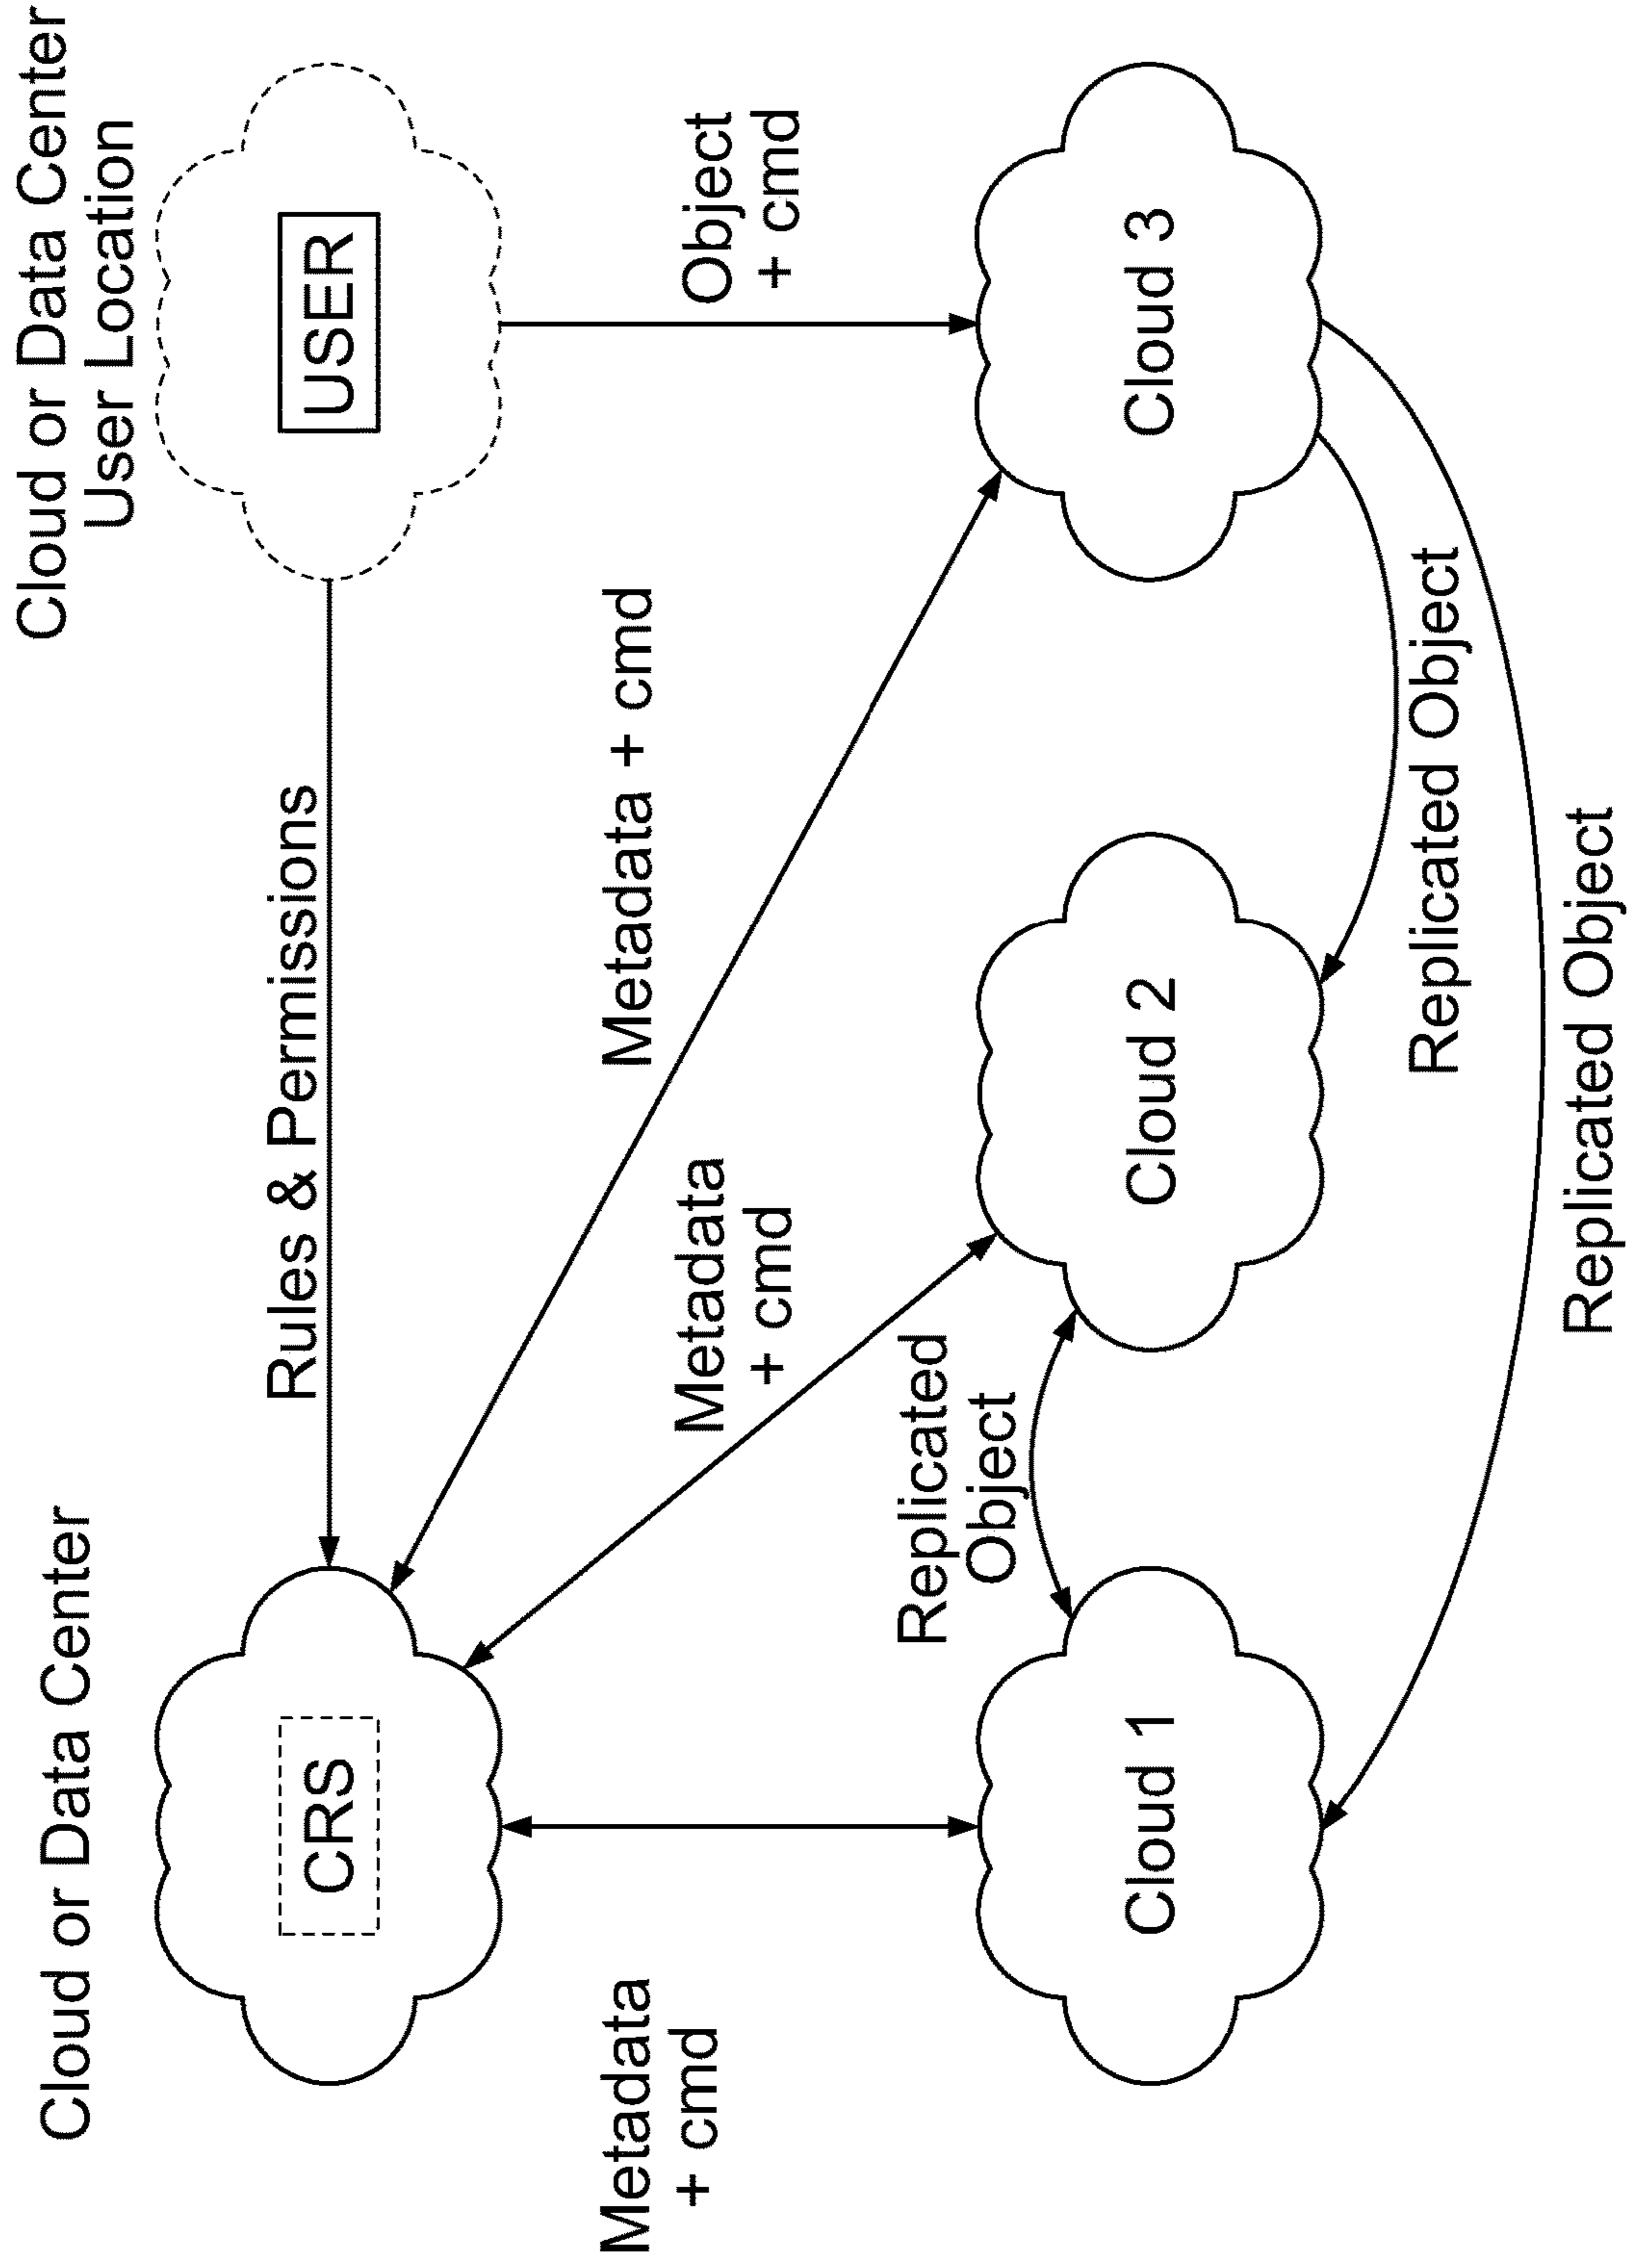 Cloud or Data Center
Cloud or Data Center
User Location
CRS
Rules & Permissions
USER
Metadata
+ cmd
Metadata
+ cmd
Metadata + cmd
Object
+ cmd
Replicated
Object
Cloud 1
Cloud 2
Cloud 3
Replicated Object
Replicated Object